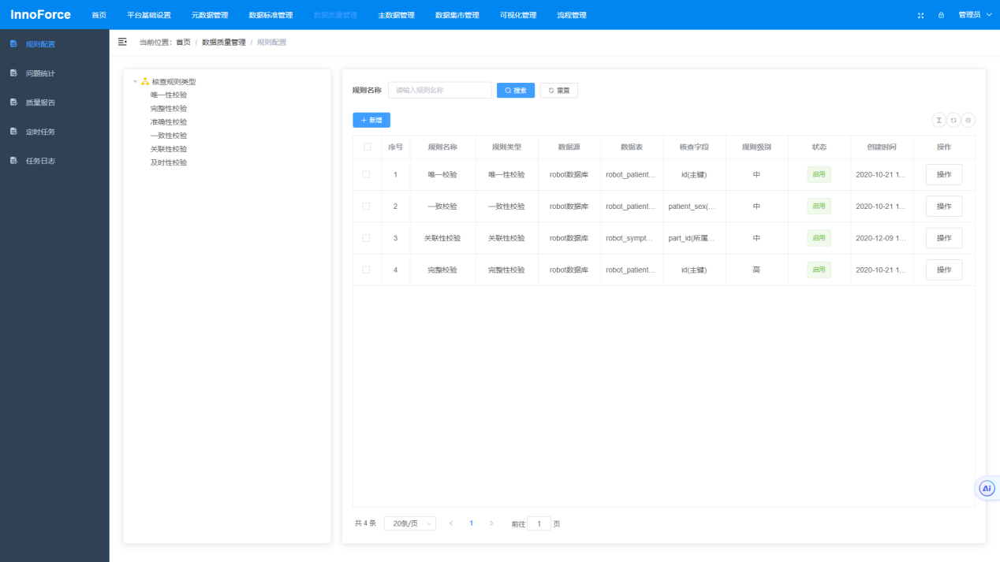 InnoForce 首页 平台基础设置 元数据管理 数据标准管理 数据质量管理 主数据管理 数据集市管理 可视化管理 流程管理 管理员
规则配置
问题统计
质量报告
定时任务
任务日志
当前位置: 首页 / 数据质量管理 / 规则配置
核查规则类型
唯一性校验
完整性校验
准确性校验
一致性校验
关联性校验
及时性校验
规则名称 请输入规则名称 搜索 重置
+ 新增
序号 规则名称 规则类型 数据源 数据表 核查字段 规则级别 状态 创建时间 操作
1 唯一校验 唯一性校验 robot数据库 robot_patient... id(主键) 中 启用 2020-10-21 1... 操作
2 一致校验 一致性校验 robot数据库 robot_patient... patient_sex(... 中 启用 2020-10-21 1... 操作
3 关联性校验 关联性校验 robot数据库 robot_sympt... part_id(所属... 中 启用 2020-12-09 1... 操作
4 完整校验 完整性校验 robot数据库 robot_patient... id(主键) 高 启用 2020-10-21 1... 操作
共 4 条 20条/页 < 1 > 前往 1 页
Ai